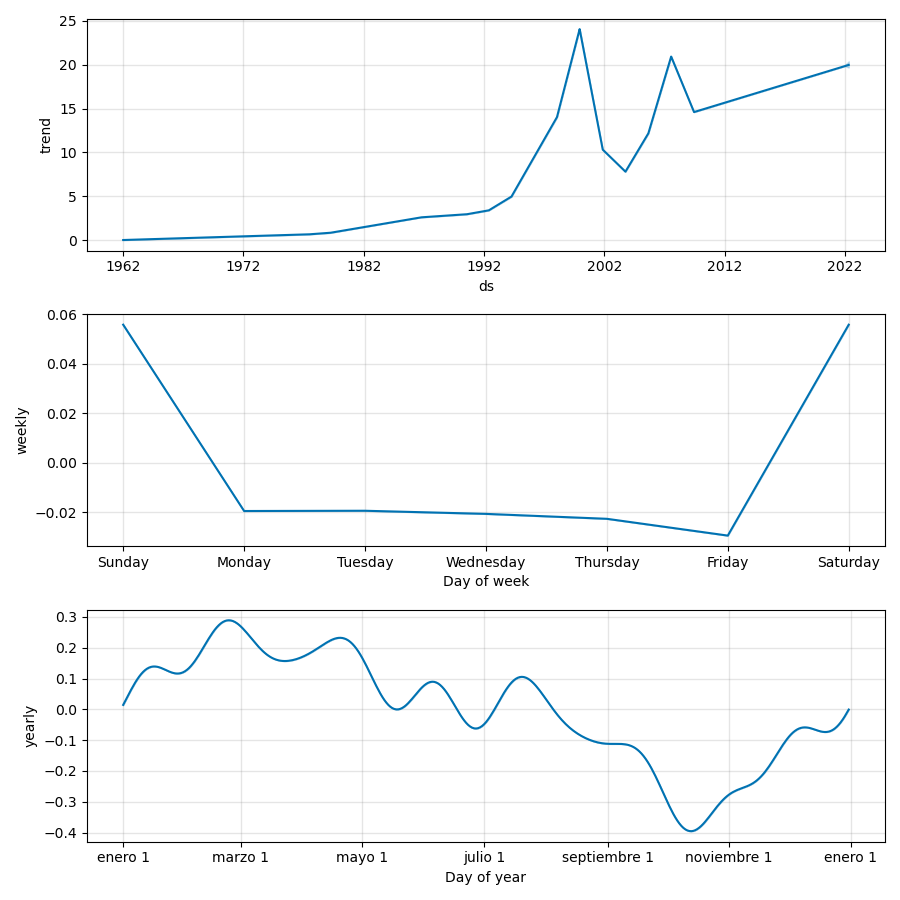 25
20
15
10
5
0
trend
1962 1972 1982 1992 2002 2012 2022
ds
0.06
0.04
0.02
0.00
−0.02
weekly
Sunday Monday Tuesday Wednesday Thursday Friday Saturday
Day of week
0.3
0.2
0.1
0.0
−0.1
−0.2
−0.3
−0.4
yearly
enero 1 marzo 1 mayo 1 julio 1 septiembre 1 noviembre 1 enero 1
Day of year